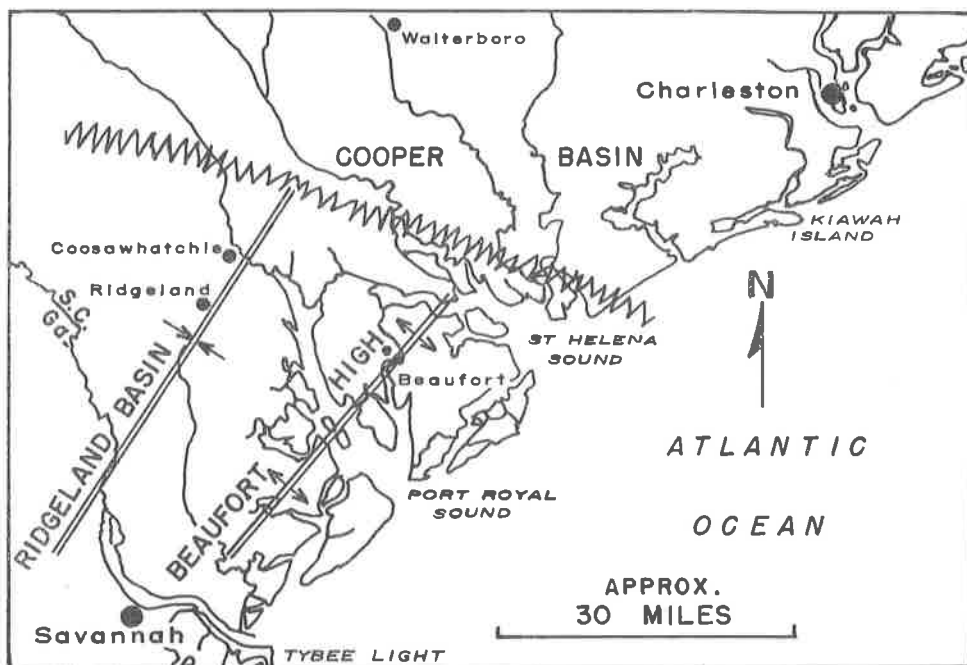 Walterboro
Charleston
COOPER BASIN
KIAWAH
ISLAND
Coosawhatchie
Ridgeland
S.C.
Ga.
N
ST HELENA
SOUND
HIGH
Beaufort
RIDGELAND BASIN
BEAUFORT
PORT ROYAL
SOUND
ATLANTIC
OCEAN
APPROX.
30 MILES
Savannah
TYBEE LIGHT